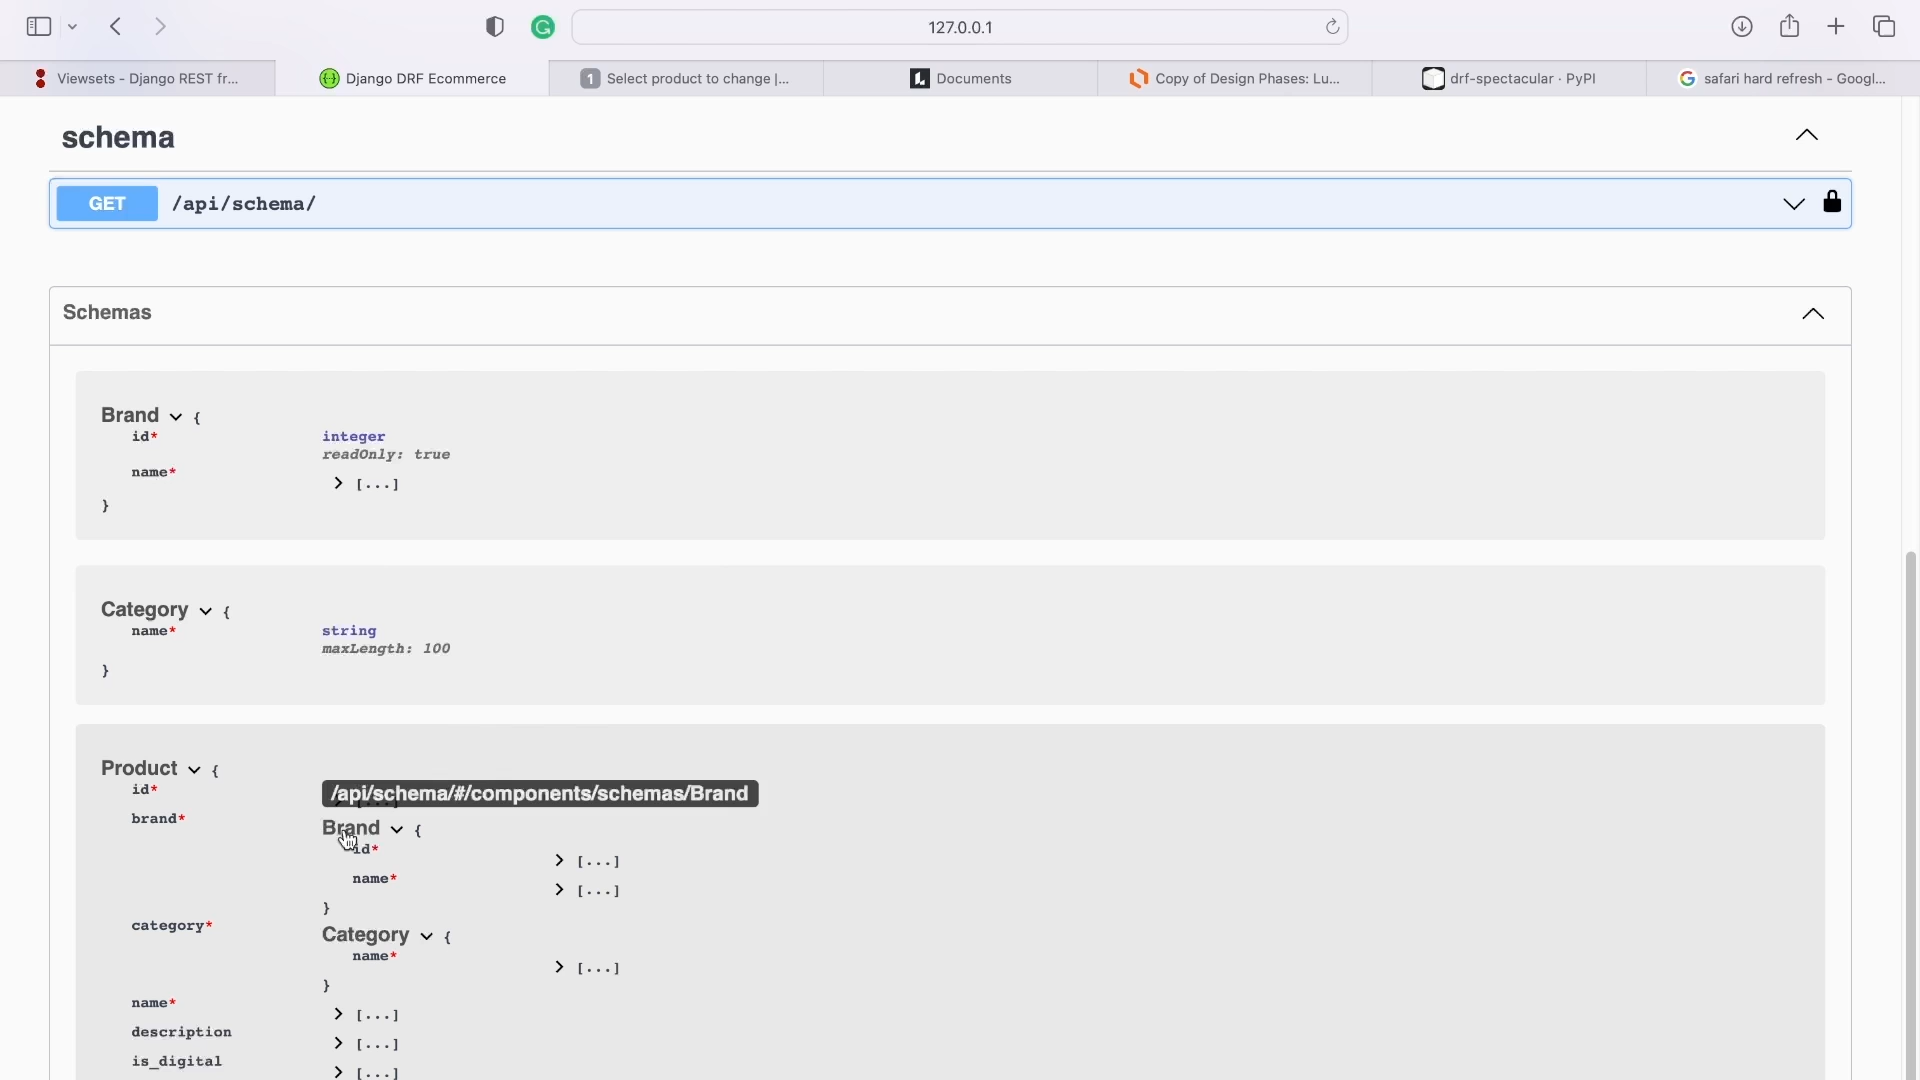 127.0.0.1
Viewsets - Django REST fr...
Django DRF Ecommerce
1 Select product to change |...
Documents
Copy of Design Phases: Lu...
drf-spectacular · PyPI
safari hard refresh - Googl...
schema
GET /api/schema/
Schemas
Brand {
id* integer
readOnly: true
name* [...]
}
Category {
name* string
maxLength: 100
}
Product {
id* [...]
/api/schema/#/components/schemas/Brand
brand* Brand {
id* [...]
name* [...]
}
category* Category {
name* [...]
}
name* [...]
description [...]
is_digital [...]